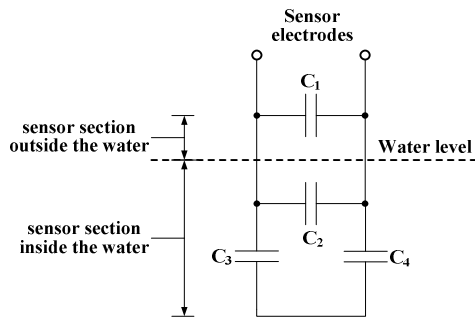 Sensor
electrodes
C1
sensor section
outside the water
Water level
sensor section
inside the water
C2
C3
C4